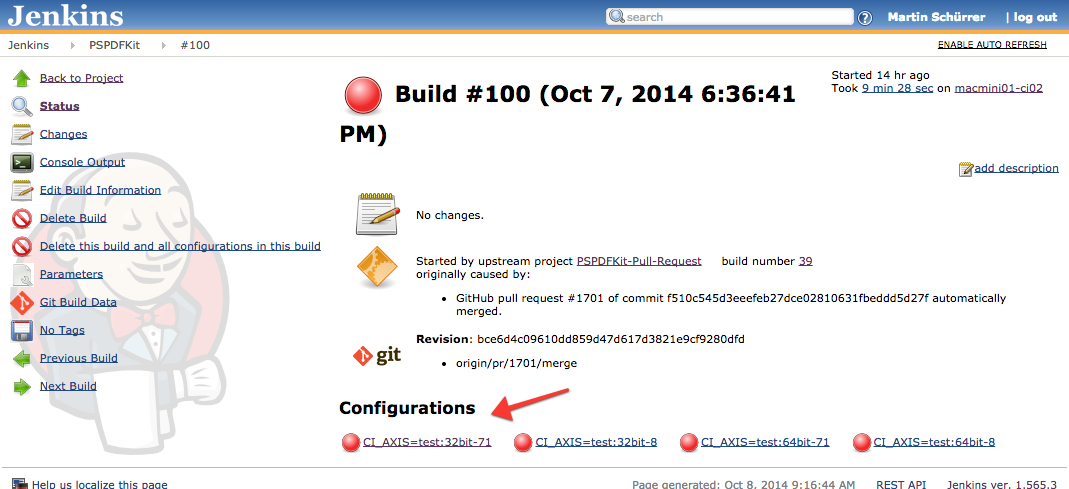 Jenkins
search
Martin Schürrer | log out
Jenkins PSPDFKit #100
ENABLE AUTO REFRESH
Back to Project
Status
Changes
Console Output
Edit Build Information
Delete Build
Delete this build and all configurations in this build
Parameters
Git Build Data
No Tags
Previous Build
Next Build
Build #100 (Oct 7, 2014 6:36:41
PM)
Started 14 hr ago
Took 9 min 28 sec on macmini01-ci02
add description
No changes.
Started by upstream project PSPDFKit-Pull-Request build number 39
originally caused by:
• GitHub pull request #1701 of commit f510c545d3eeefeb27dce02810631fbeddd5d27f automatically
merged.
git
Revision: bce6d4c09610dd859d47d617d3821e9cf9280dfd
• origin/pr/1701/merge
Configurations
CI_AXIS=test:32bit-71 CI_AXIS=test:32bit-8 CI_AXIS=test:64bit-71 CI_AXIS=test:64bit-8
Help us localize this page
Page generated: Oct 8, 2014 9:16:44 AM REST API Jenkins ver. 1.565.3